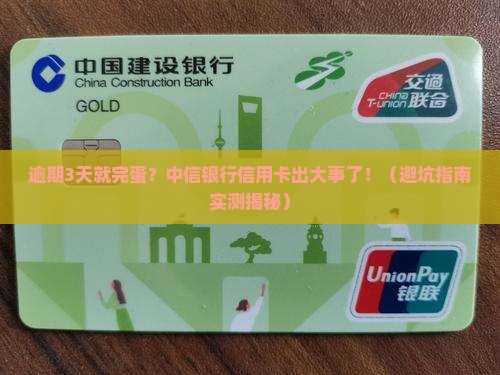 中国建设银行
China Construction Bank
GOLD
交通
联合
CHINA
T-UNION
逾期3天就完蛋？中信银行信用卡出大事了！（避坑指南
实测揭秘）
UnionPay
银联